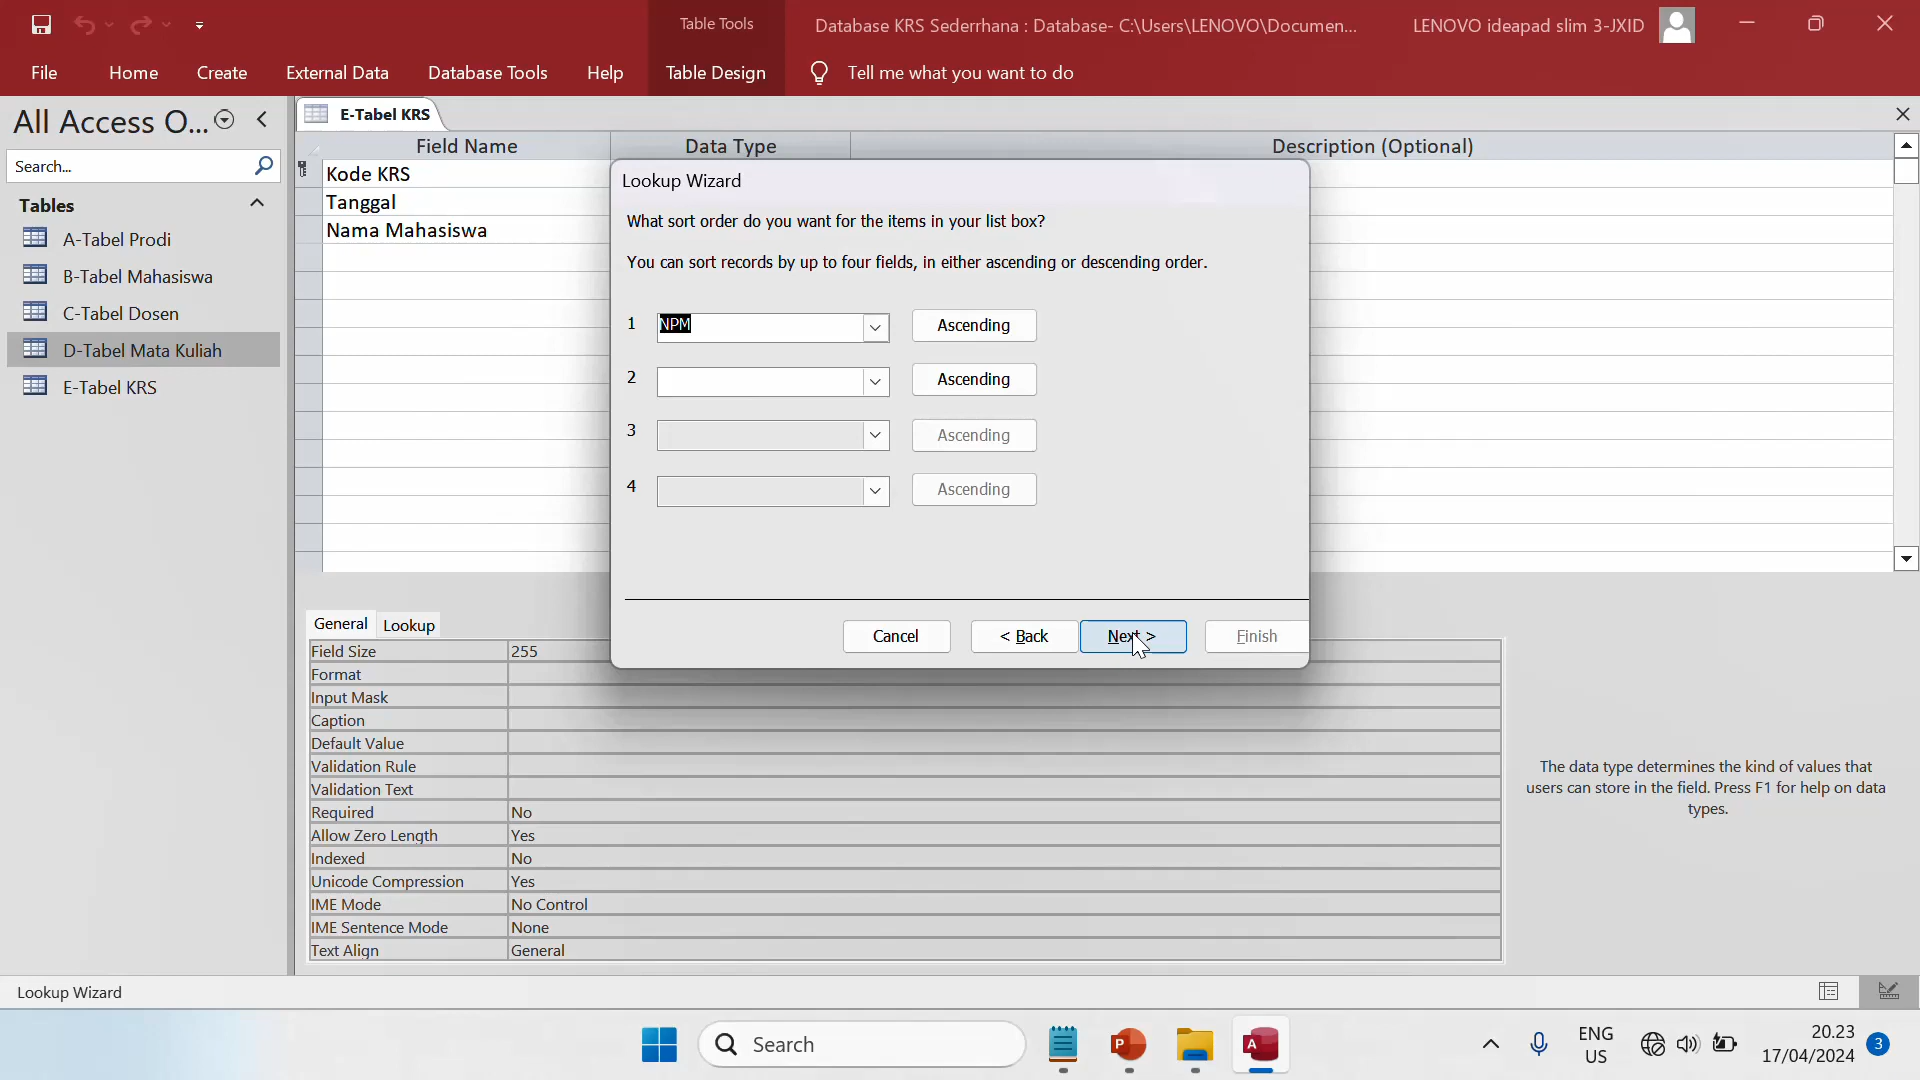 Table Tools
Database KRS Sederrhana : Database- C:\Users\LENOVO\Documen...
LENOVO ideapad slim 3-JXID
File
Home
Create
External Data
Database Tools
Help
Table Design
Tell me what you want to do
All Access O...
E-Tabel KRS
Search...
Field Name
Data Type
Description (Optional)
Kode KRS
Tanggal
Nama Mahasiswa
Tables
A-Tabel Prodi
B-Tabel Mahasiswa
C-Tabel Dosen
D-Tabel Mata Kuliah
E-Tabel KRS
Lookup Wizard
What sort order do you want for the items in your list box?
You can sort records by up to four fields, in either ascending or descending order.
1 NPM Ascending
2 Ascending
3 Ascending
4 Ascending
Cancel
< Back
Next >
Finish
General
Lookup
Field Size 255
Format
Input Mask
Caption
Default Value
Validation Rule
Validation Text
Required No
Allow Zero Length Yes
Indexed No
Unicode Compression Yes
IME Mode No Control
IME Sentence Mode None
Text Align General
The data type determines the kind of values that
users can store in the field. Press F1 for help on data
types.
Lookup Wizard
Search
P
A
ENG
US
20.23
17/04/2024
3